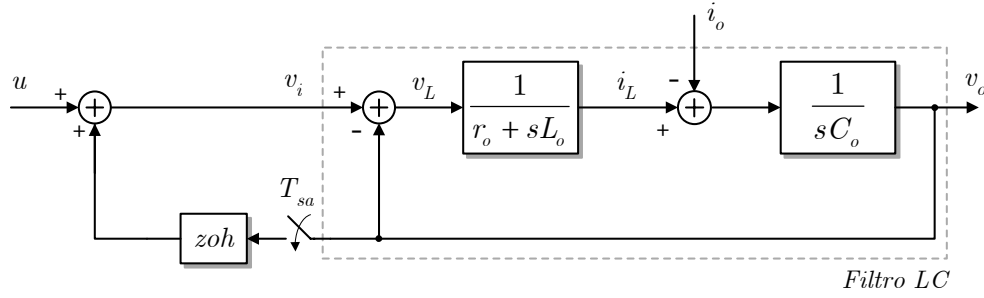 i_o
u + + v_i + - v_L 1 / r_o + sL_o i_L + - 1 / sC_o v_o
T_sa
zoh
Filtro LC